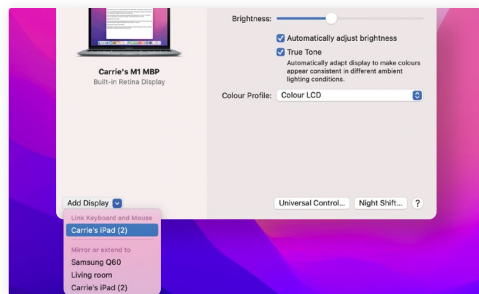 Brightness:
Automatically adjust brightness
True Tone
Automatically adapt display to make colours
appear consistent in different ambient
lighting conditions.
Carrie's M1 MBP
Built-in Retina Display
Colour Profile: Colour LCD
Add Display
Universal Control... Night Shift... ?
Link Keyboard and Mouse
Carrie's iPad (2)
Mirror or extend to
Samsung Q60
Living room
Carrie's iPad (2)